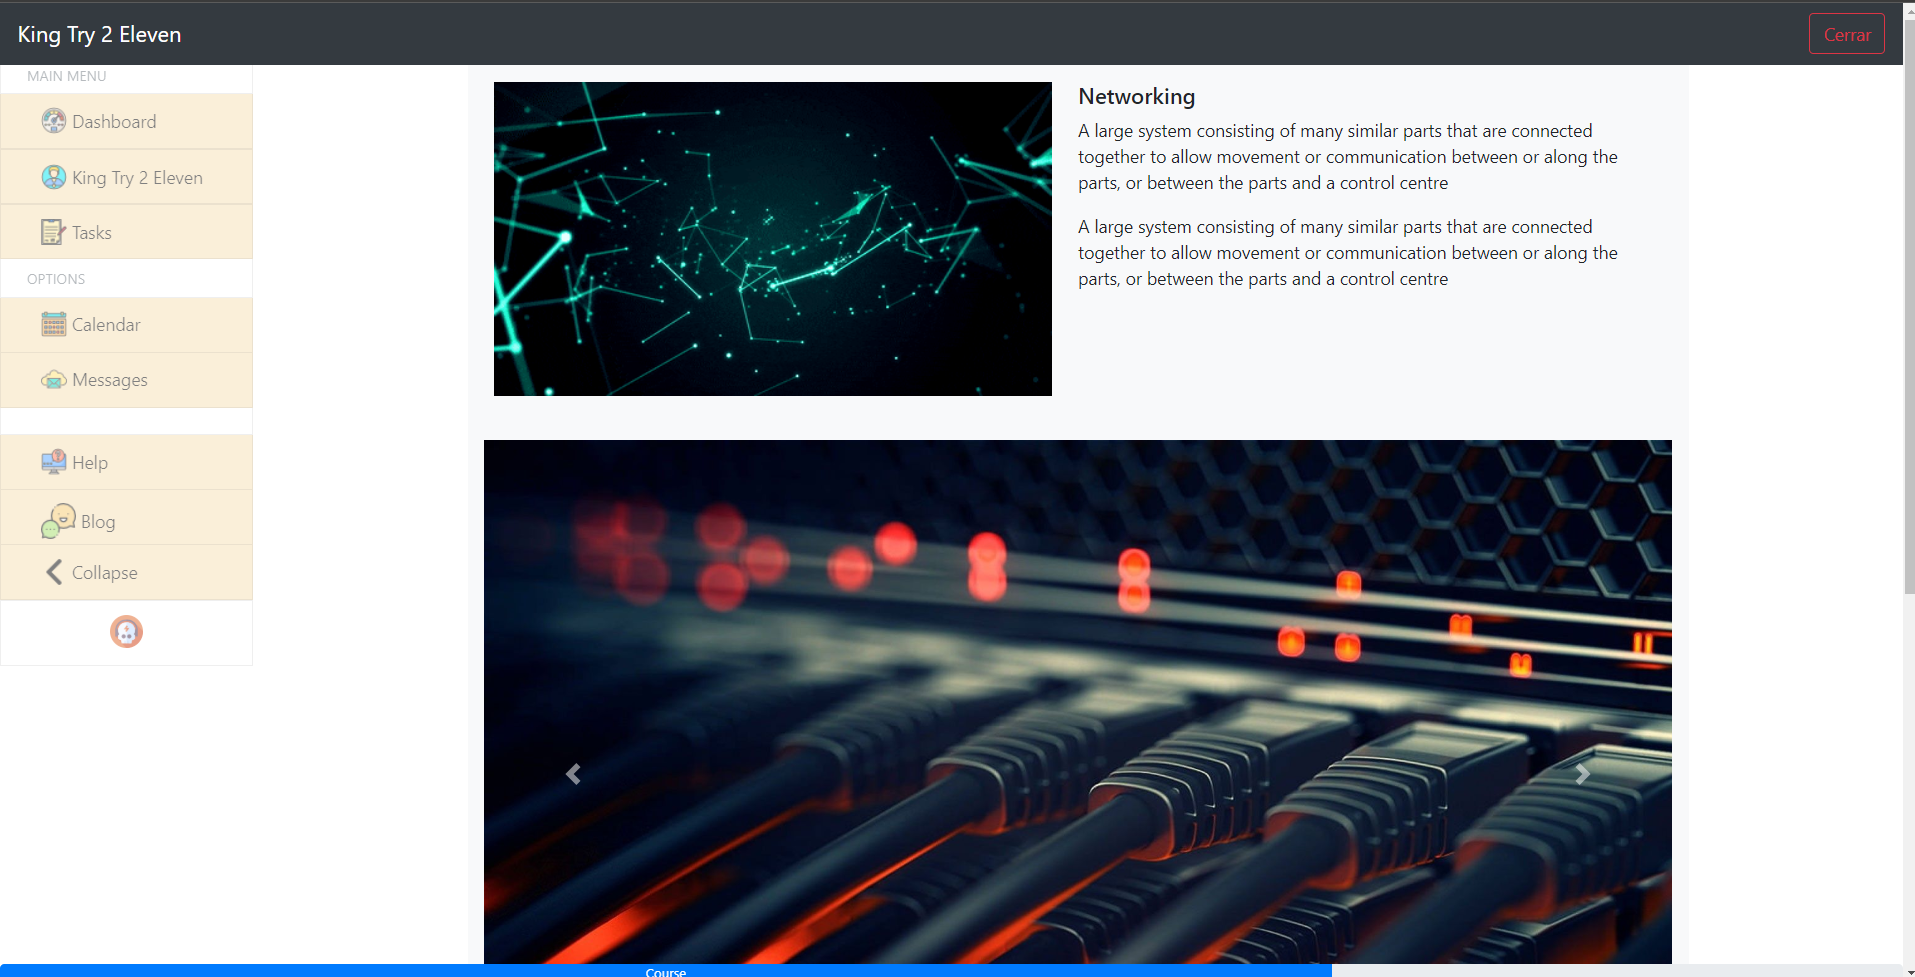 King Try 2 Eleven
Cerrar
MAIN MENU
Dashboard
King Try 2 Eleven
Tasks
OPTIONS
Calendar
Messages
Help
Blog
Collapse
Networking
A large system consisting of many similar parts that are connected
together to allow movement or communication between or along the
parts, or between the parts and a control centre
A large system consisting of many similar parts that are connected
together to allow movement or communication between or along the
parts, or between the parts and a control centre
Course